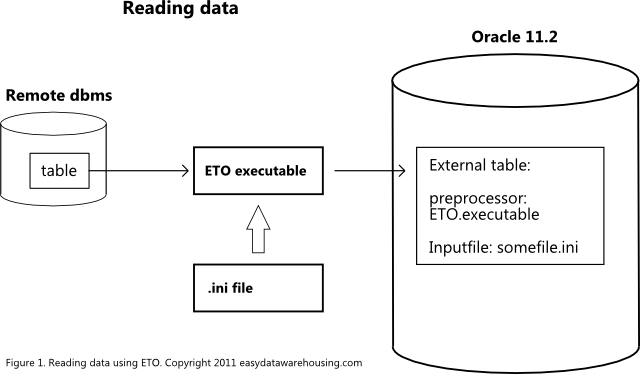 Reading data
Oracle 11.2
Remote dbms
table
ETO executable
External table:
preprocessor:
ETO.executable
Inputfile: somefile.ini
.ini file
Figure 1. Reading data using ETO. Copyright 2011 easydatawarehousing.com